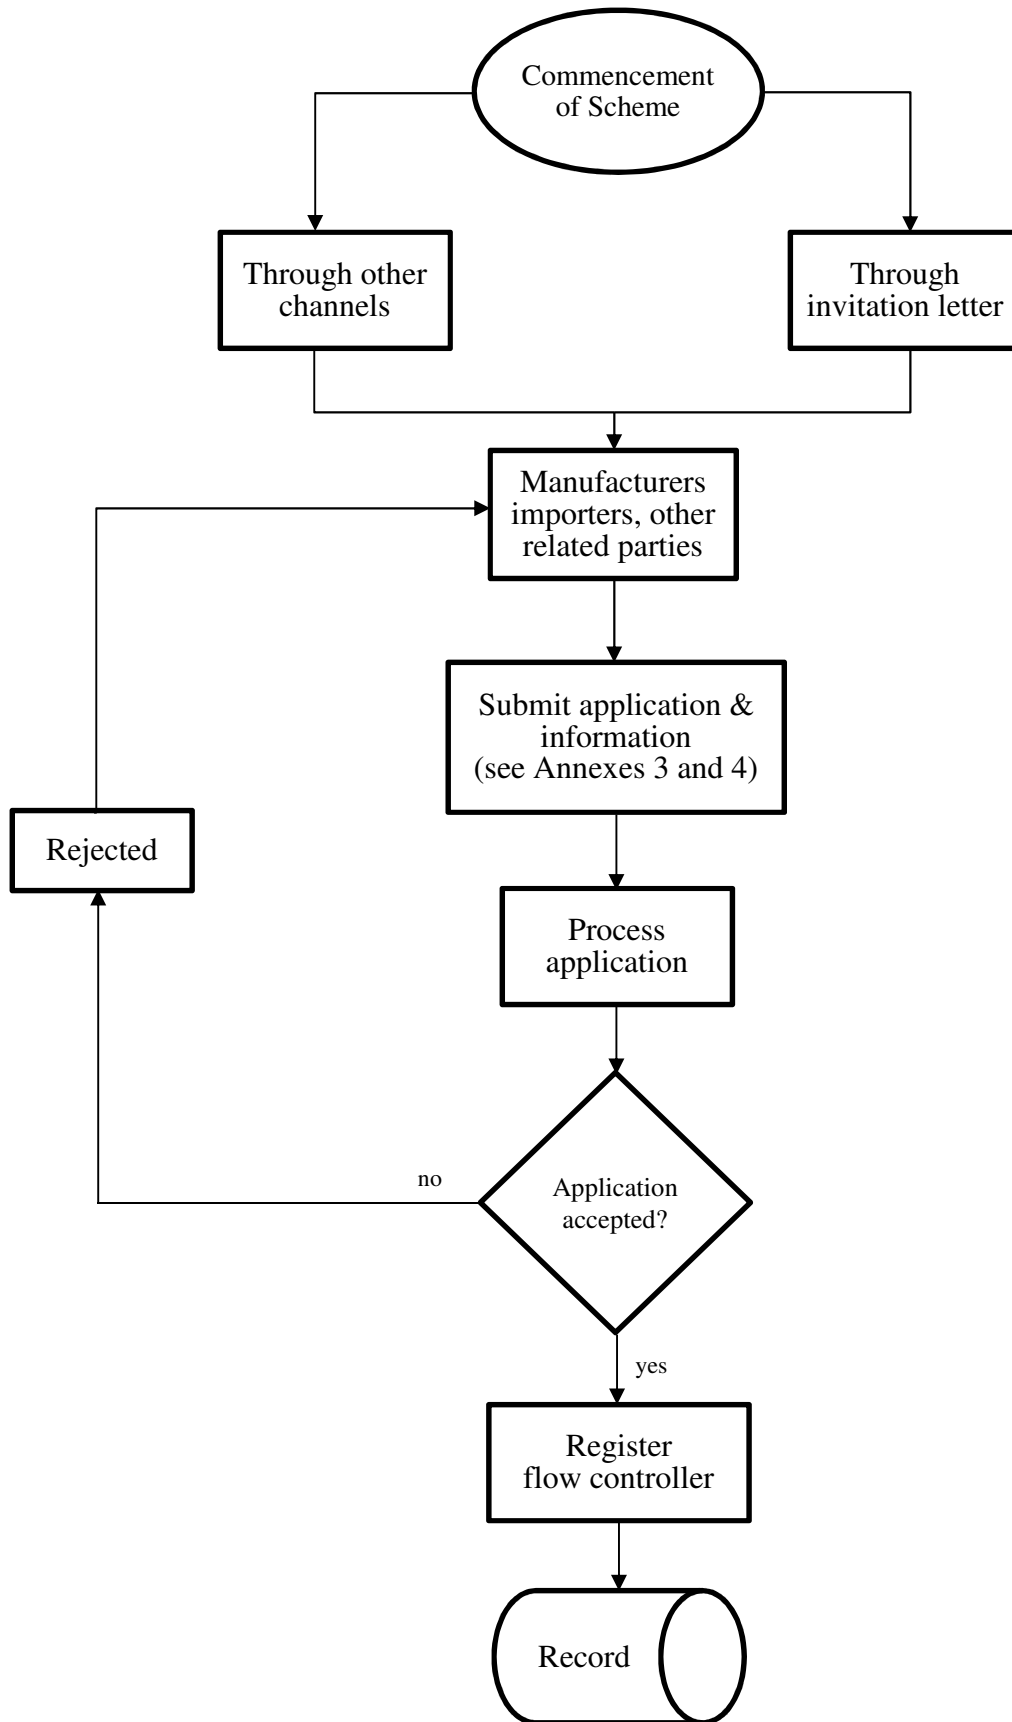 Commencement
of Scheme
Through other
channels
Through
invitation letter
Manufacturers
importers, other
related parties
Submit application &
information
(see Annexes 3 and 4)
Rejected
Process
application
no
Application
accepted?
yes
Register
flow controller
Record